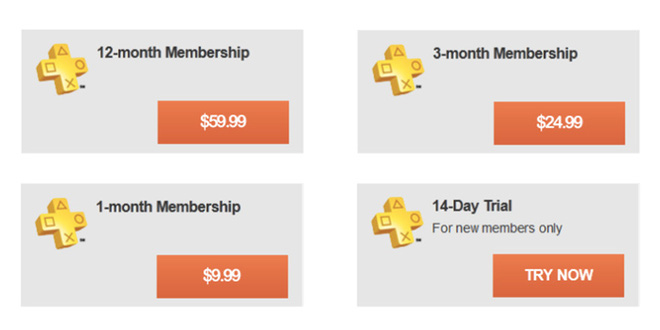 12-month Membership
$59.99
3-month Membership
$24.99
1-month Membership
$9.99
14-Day Trial
For new members only
TRY NOW